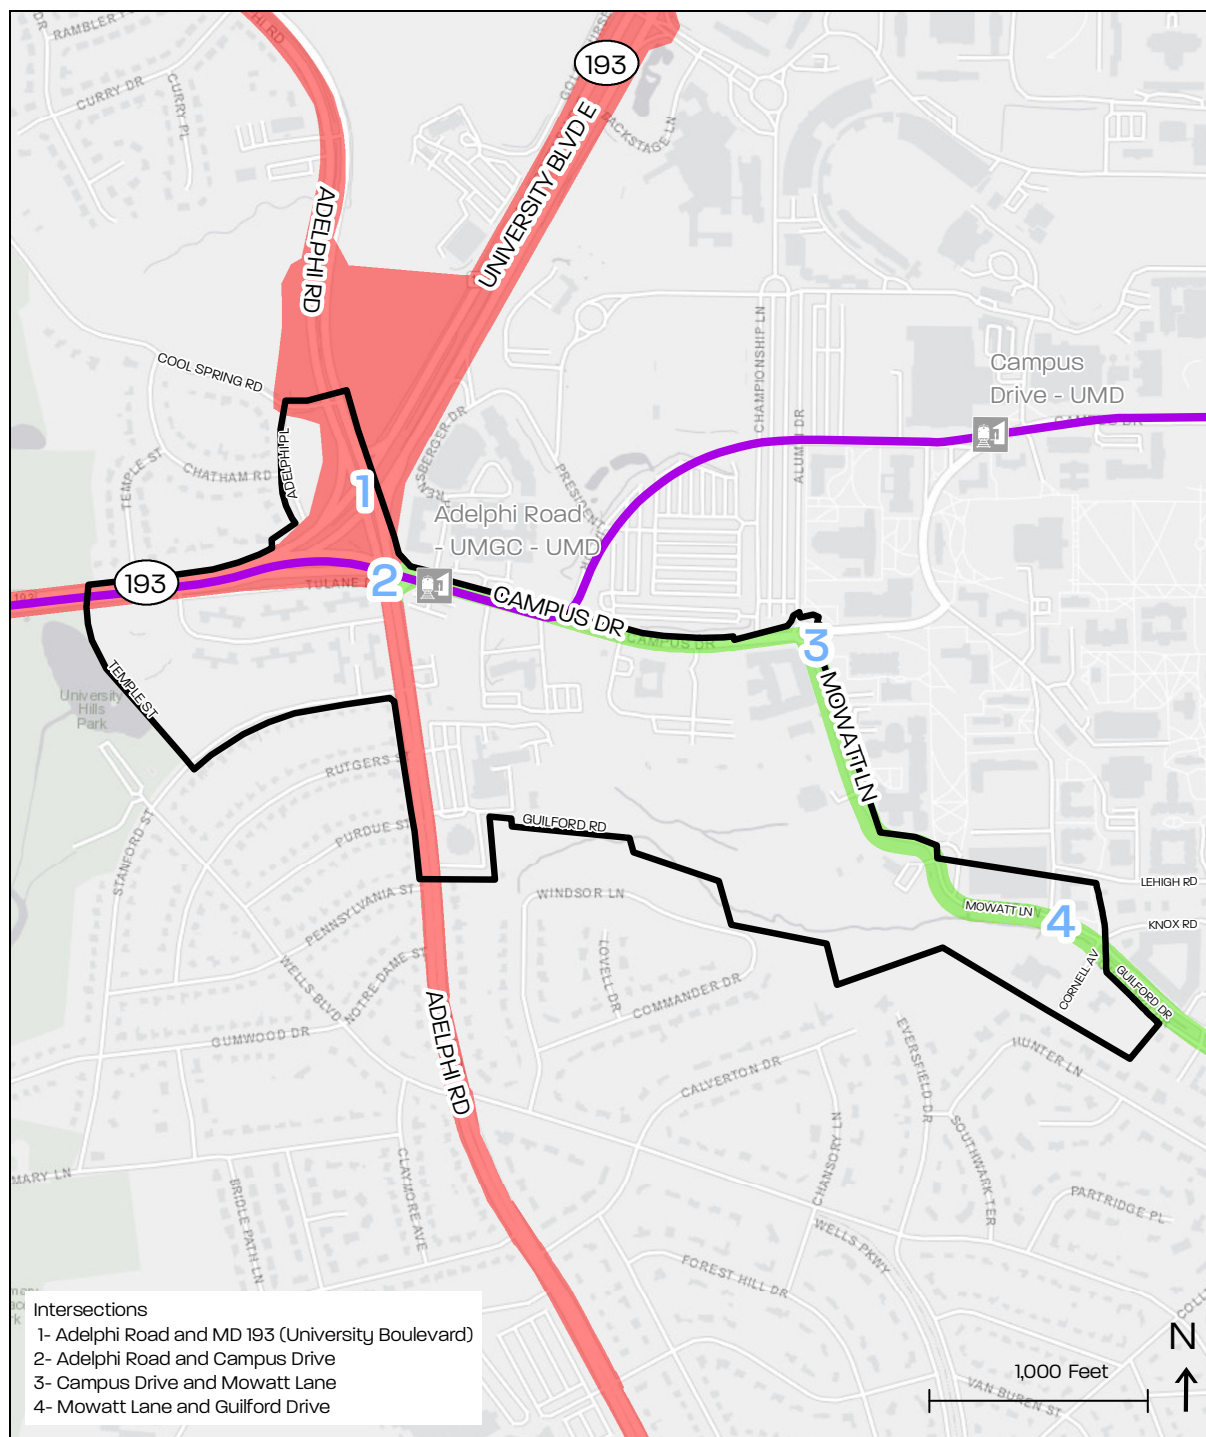 DR
RAMBLER
HI RD
193
CURRY DR
CURRY PL
UNIVERSITY BLVD E
BACKSTAGE LN
ADELPHI RD
COOL SPRING RD
CHAMPIONSHIP LN
Campus
Drive - UMD
CAMPUS DR
ALUMNI DR
TEMPLE ST
CHATHAM RD
ADELPHI PL
1
PRESIDENT
Adelphi Road
- UMGC - UMD
193
193
TULANE
2
CAMPUS DR
CAMPUS DR
3
TEMPLE ST
University
Hills
Park
MOWATT LN
RUTGERS ST
PURDUE ST
GUILFORD RD
STANFORD ST
PENNSYLVANIA ST
WINDSOR LN
LEHIGH RD
MOWATT LN
4
KNOX RD
NOTRE DAME ST
WELLS BLVD
LOVELL DR
COMMANDER DR
CORNELL AV
GUILFORD DR
GUMWOOD DR
ADELPHI RD
EVERSFIELD DR
HUNTER LN
CALVERTON DR
CHANSORY LN
SOUTHWARK TER
MARY LN
BRIDLE PATH LN
CLAYMORE AVE
PARTRIDGE PL
WELLS PKWY
FOREST HILL DR
Intersections
1- Adelphi Road and MD 193 (University Boulevard)
2- Adelphi Road and Campus Drive
3- Campus Drive and Mowatt Lane
4- Mowatt Lane and Guilford Drive
N
1,000 Feet
VAN BUREN ST